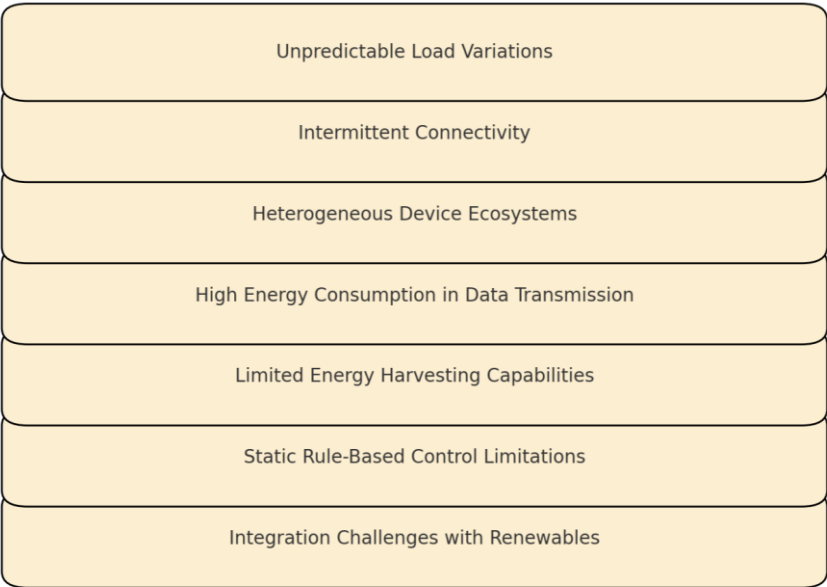 Unpredictable Load Variations
Intermittent Connectivity
Heterogeneous Device Ecosystems
High Energy Consumption in Data Transmission
Limited Energy Harvesting Capabilities
Static Rule-Based Control Limitations
Integration Challenges with Renewables